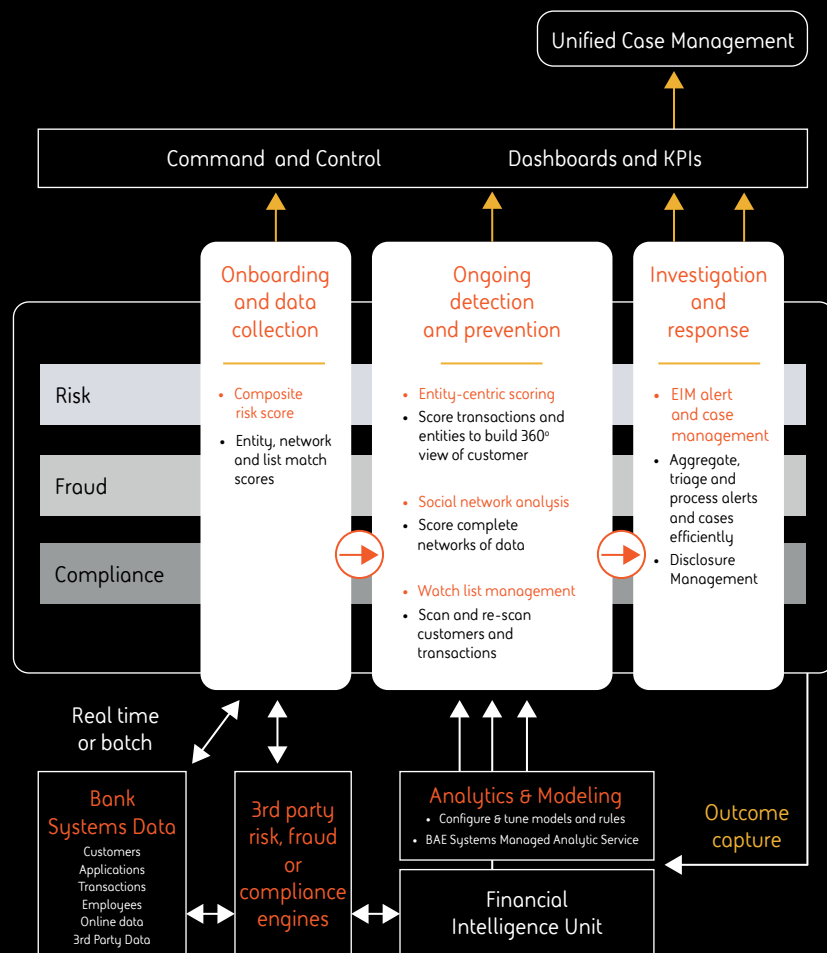 Unified Case Management
Command and Control
Dashboards and KPIs
Onboarding
and data
collection
• Composite
risk score
• Entity, network
and list match
scores
Ongoing
detection
and prevention
• Entity-centric scoring
• Score transactions and
entities to build 360º
view of customer
• Social network analysis
• Score complete
networks of data
• Watch list management
• Scan and re-scan
customers and
transactions
Investigation
and
response
• EIM alert
and case
management
• Aggregate,
triage and
process alerts
and cases
efficiently
• Disclosure
Management
Risk
Fraud
Compliance
Real time
or batch
Bank
Systems Data
Customers
Applications
Transactions
Employees
Online data
3rd Party Data
3rd party
risk, fraud
or
compliance
engines
Analytics & Modeling
• Configure & tune models and rules
• BAE Systems Managed Analytic Service
Financial
Intelligence Unit
Outcome
capture